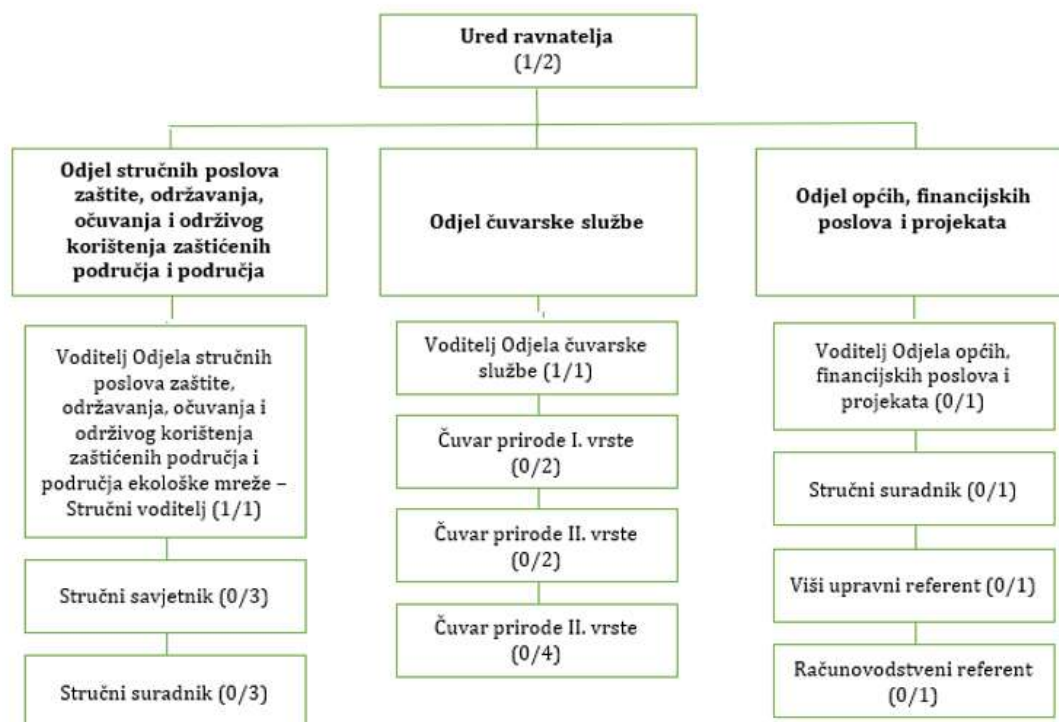 Ured ravnatelja
(1/2)
Odjel stručnih poslova
zaštite, održavanja,
očuvanja i održivog
korištenja zaštićenih
područja i područja
Voditelj Odjela stručnih
poslova zaštite,
održavanja, očuvanja i
održivog korištenja
zaštićenih područja i
područja ekološke mreže –
Stručni voditelj (1/1)
Stručni savjetnik (0/3)
Stručni suradnik (0/3)
Odjel čuvarske službe
Voditelj Odjela čuvarske
službe (1/1)
Čuvar prirode I. vrste
(0/2)
Čuvar prirode II. vrste
(0/2)
Čuvar prirode II. vrste
(0/4)
Odjel općih, financijskih
poslova i projekata
Voditelj Odjela općih,
financijskih poslova i
projekata (0/1)
Stručni suradnik (0/1)
Viši upravni referent (0/1)
Računovodstveni referent
(0/1)